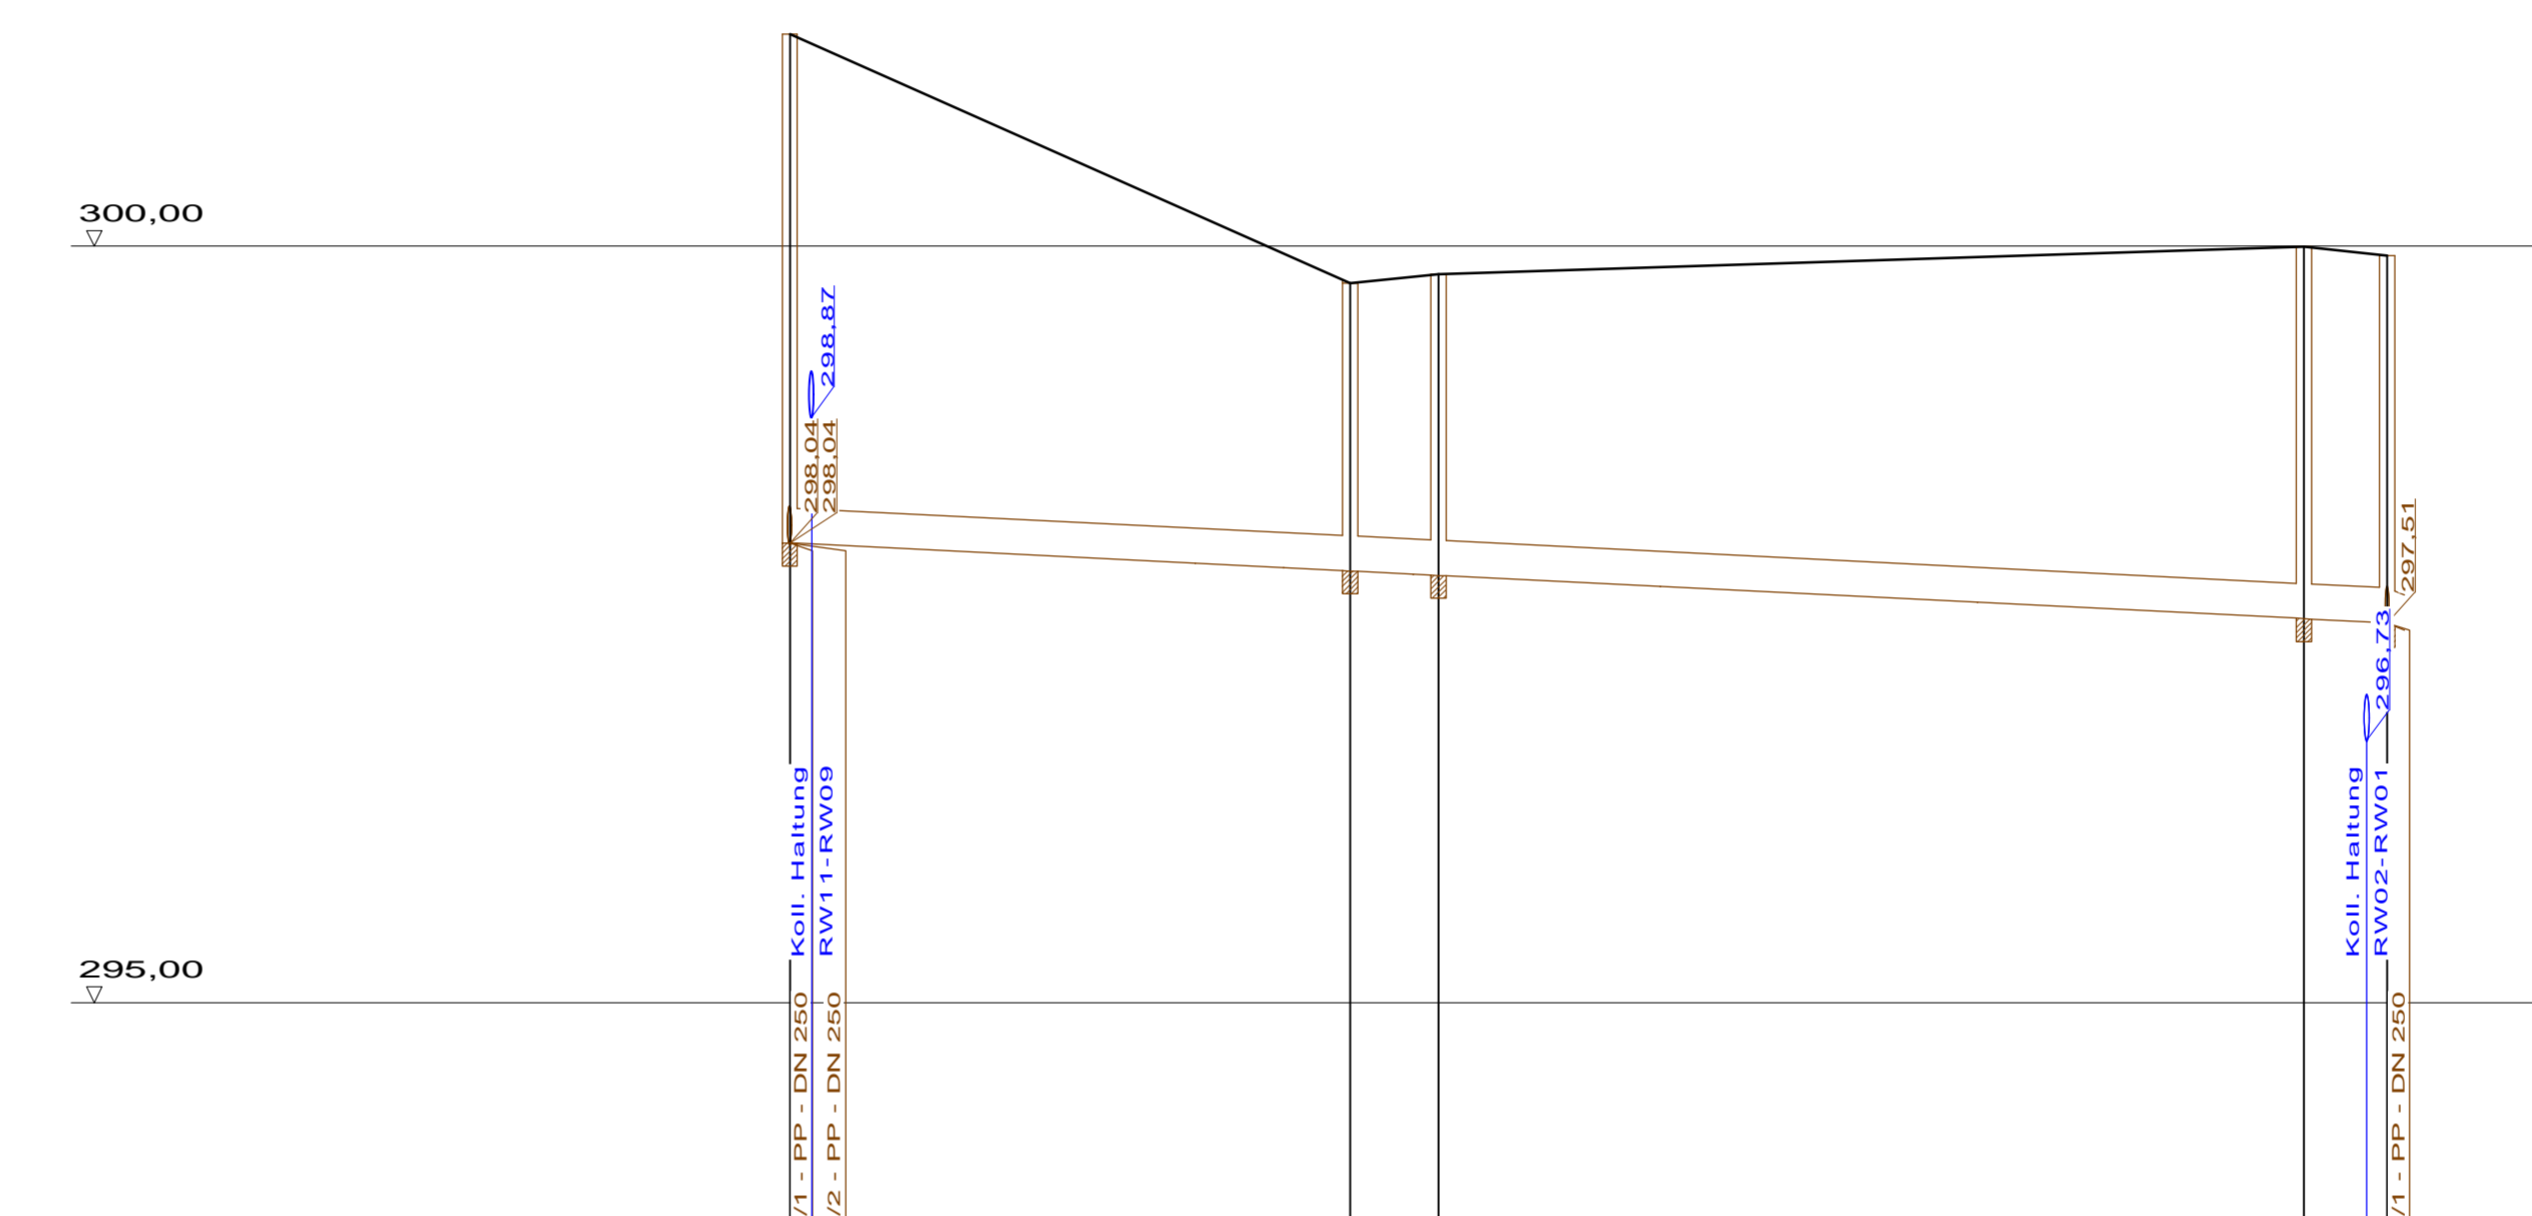 300,00
298,87
298,04
298,04
297,51
296,73
Koll. Haltung
RW11-RW09
Koll. Haltung
RW02-RW01
295,00
/1 - PP - DN 250
/2 - PP - DN 250
/1 - PP - DN 250